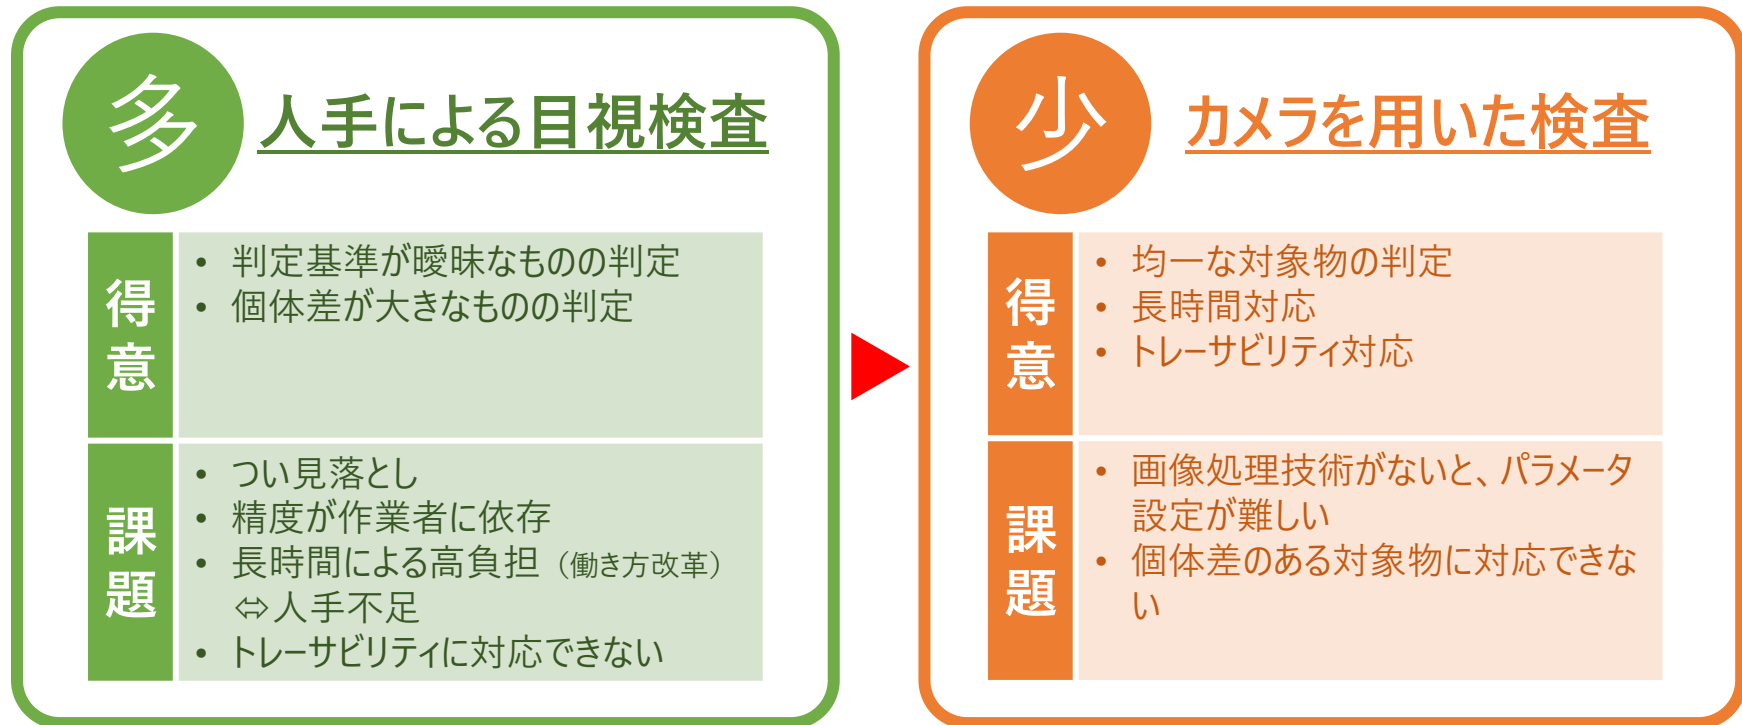 多
人手による目視検査
得意
• 判定基準が曖昧なものの判定
• 個体差が大きなものの判定
課題
• つい見落とし
• 精度が作業者に依存
• 長時間による高負担（働き方改革）
⇔人手不足
• トレーサビリティに対応できない
少
カメラを用いた検査
得意
• 均一な対象物の判定
• 長時間対応
• トレーサビリティ対応
課題
• 画像処理技術がないと、パラメータ
設定が難しい
• 個体差のある対象物に対応できな
い